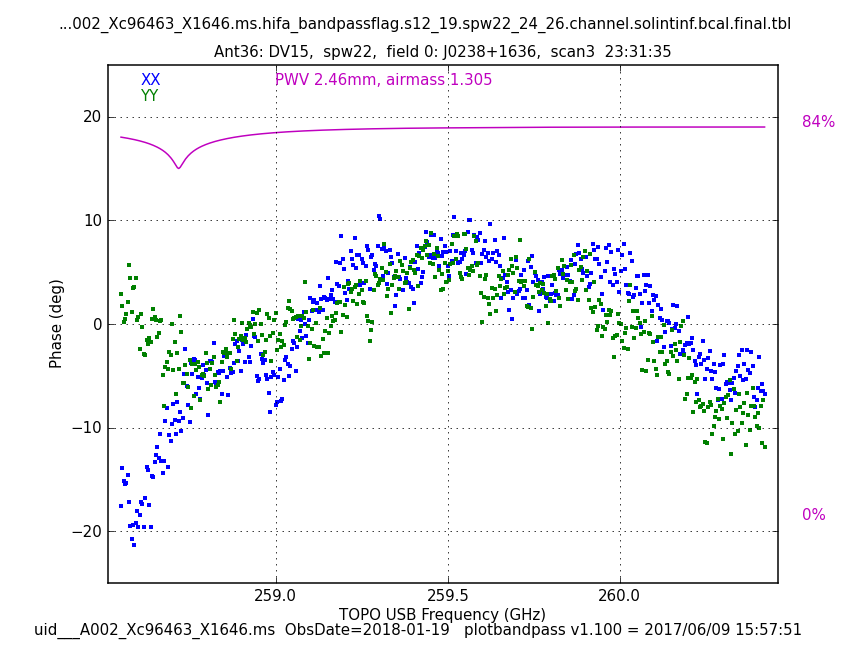 ...002_Xc96463_X1646.ms.hifa_bandpassflag.s12_19.spw22_24_26.channel.solintinf.bcal.final.tbl
Ant36: DV15,  spw22,  field 0: J0238+1636,  scan3  23:31:35
XX
PWV 2.46mm, airmass 1.305
YY
20
84%
10
0
Phase (deg)
−10
−20
0%
259.0
259.5
260.0
TOPO USB Frequency (GHz)
uid___A002_Xc96463_X1646.ms  ObsDate=2018-01-19   plotbandpass v1.100 = 2017/06/09 15:57:51